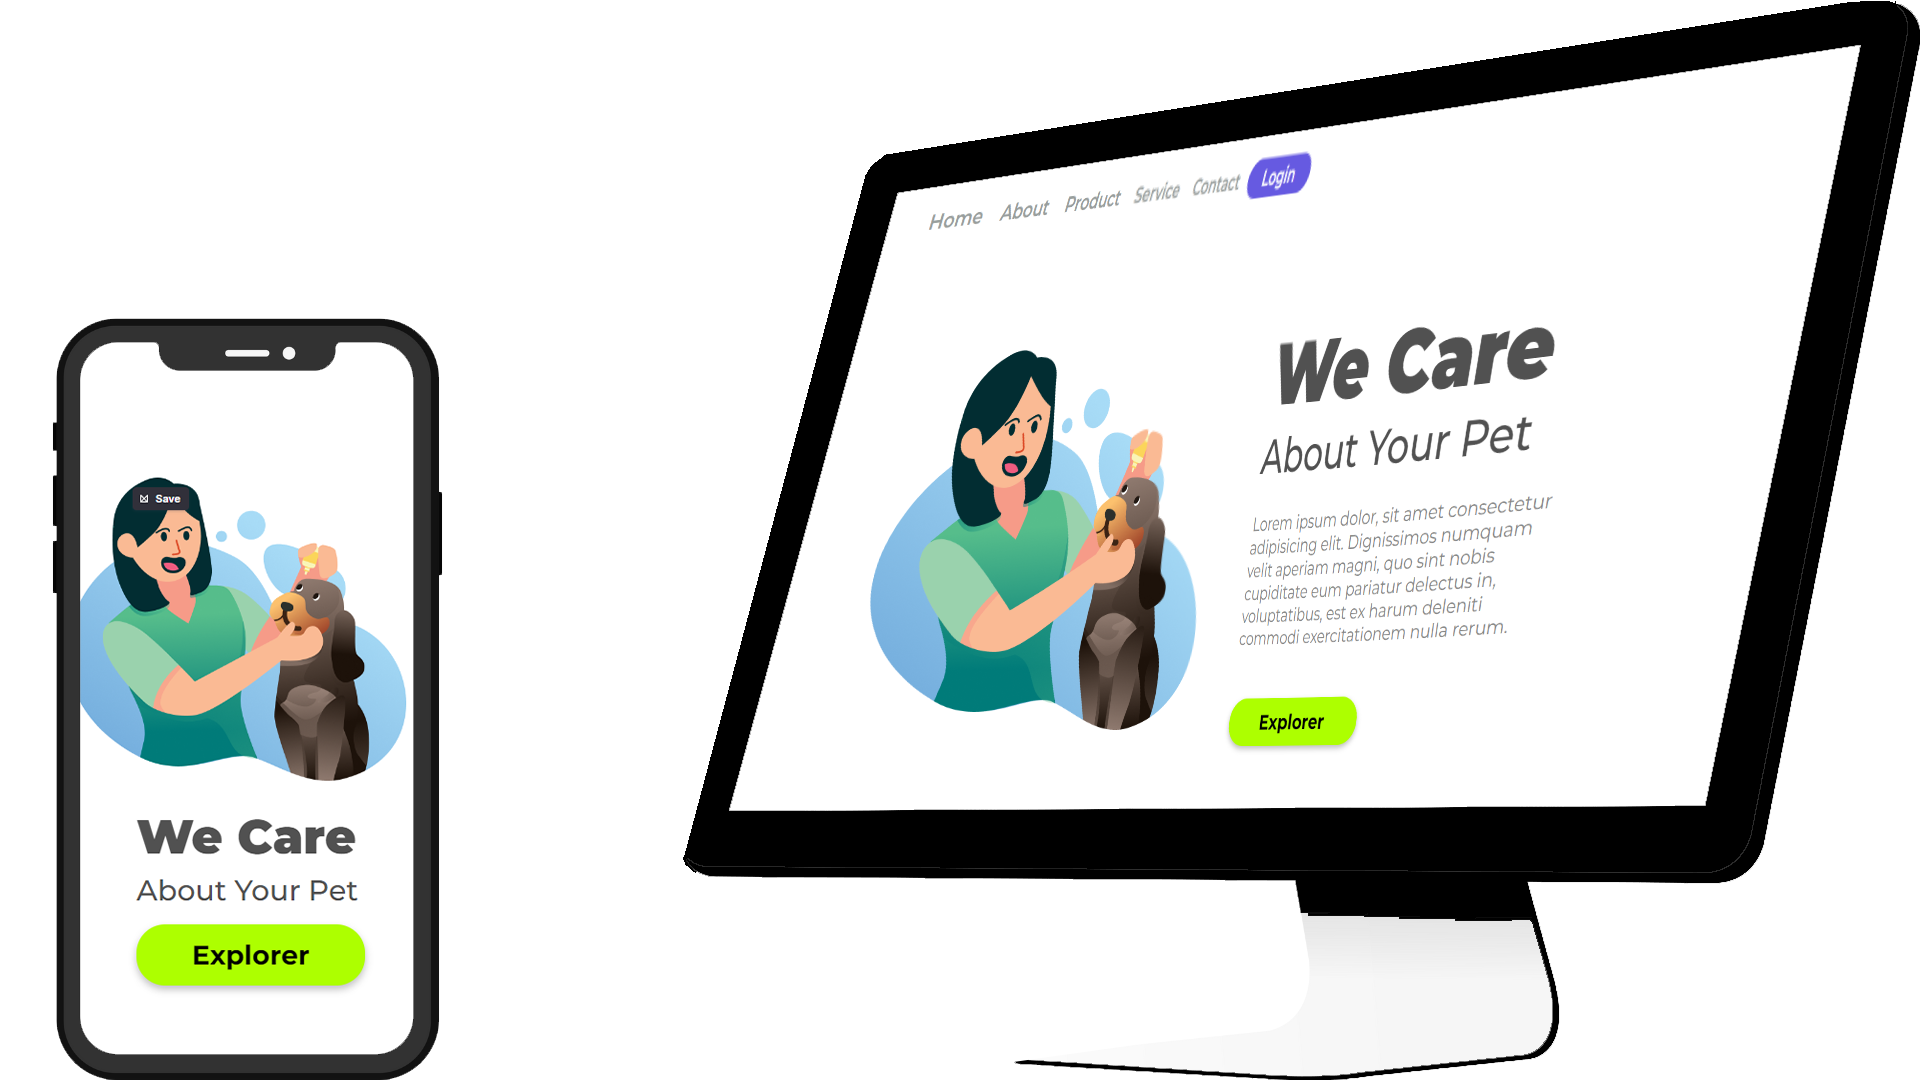 Save
We Care
About Your Pet
Explorer
Home About Product Service Contact Login
We Care
About Your Pet
Lorem ipsum dolor, sit amet consectetur
adipisicing elit. Dignissimos numquam
velit aperiam magni, quo sint nobis
cupiditate eum pariatur delectus in,
voluptatibus, est ex harum deleniti
commodi exercitationem nulla rerum.
Explorer